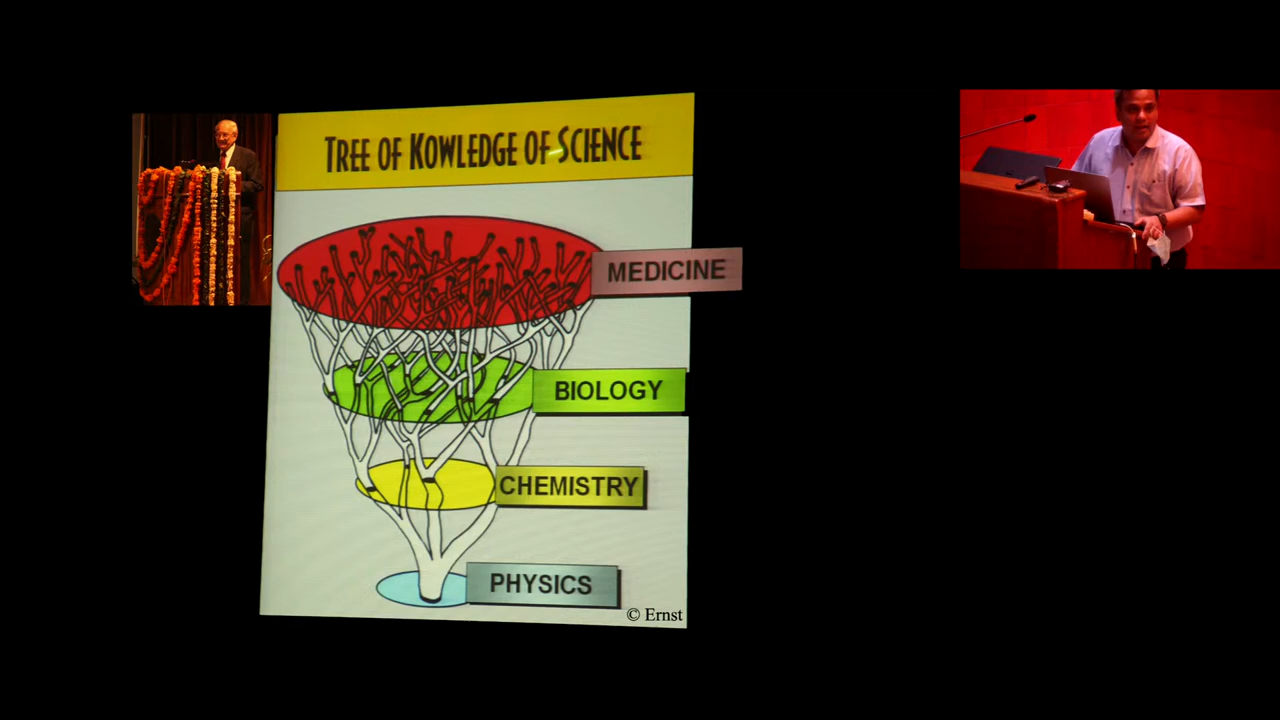 TREE OF KOWLEDGE OF SCIENCE
MEDICINE
BIOLOGY
CHEMISTRY
PHYSICS
© Ernst